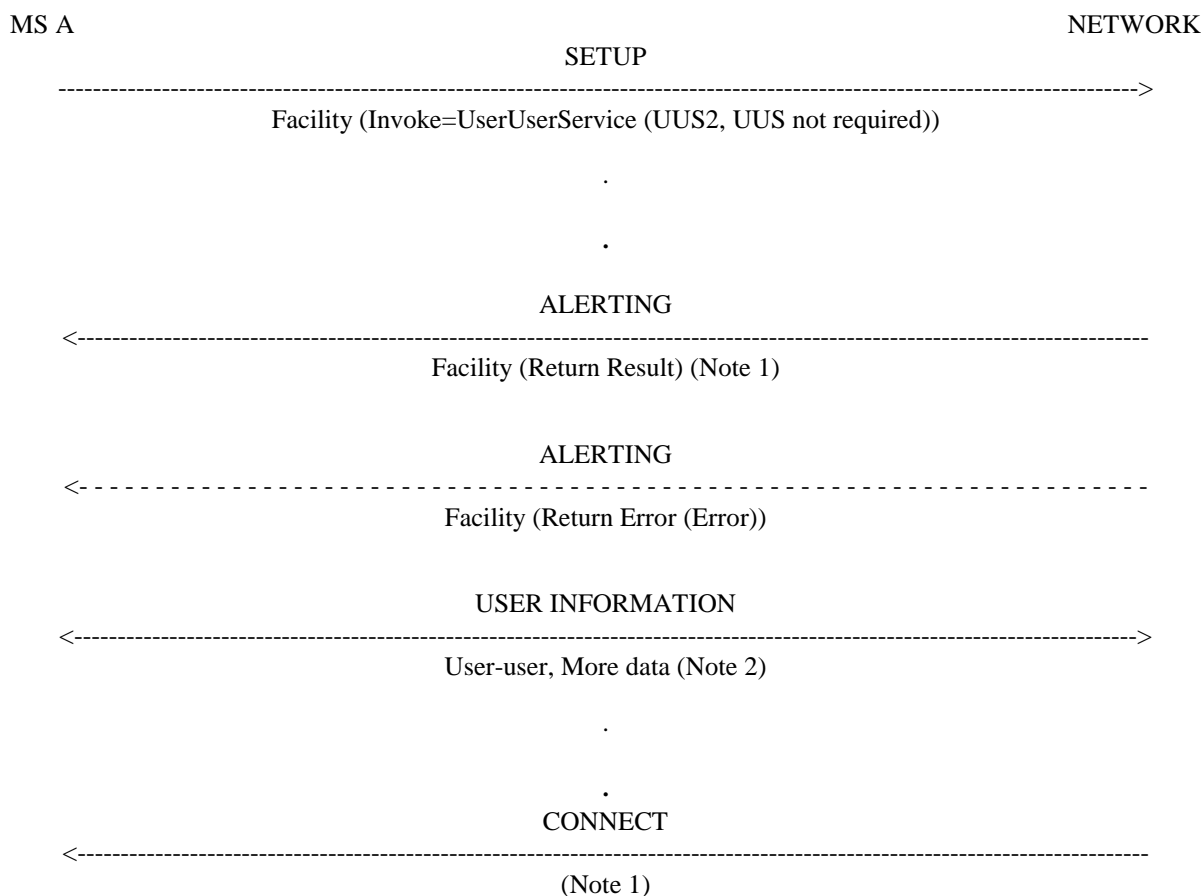 MS A NETWORK
SETUP
Facility (Invoke=UserUserService (UUS2, UUS not required))
.
.
ALERTING
Facility (Return Result) (Note 1)
ALERTING
Facility (Return Error (Error))
USER INFORMATION
User-user, More data (Note 2)
.
.
CONNECT
(Note 1)